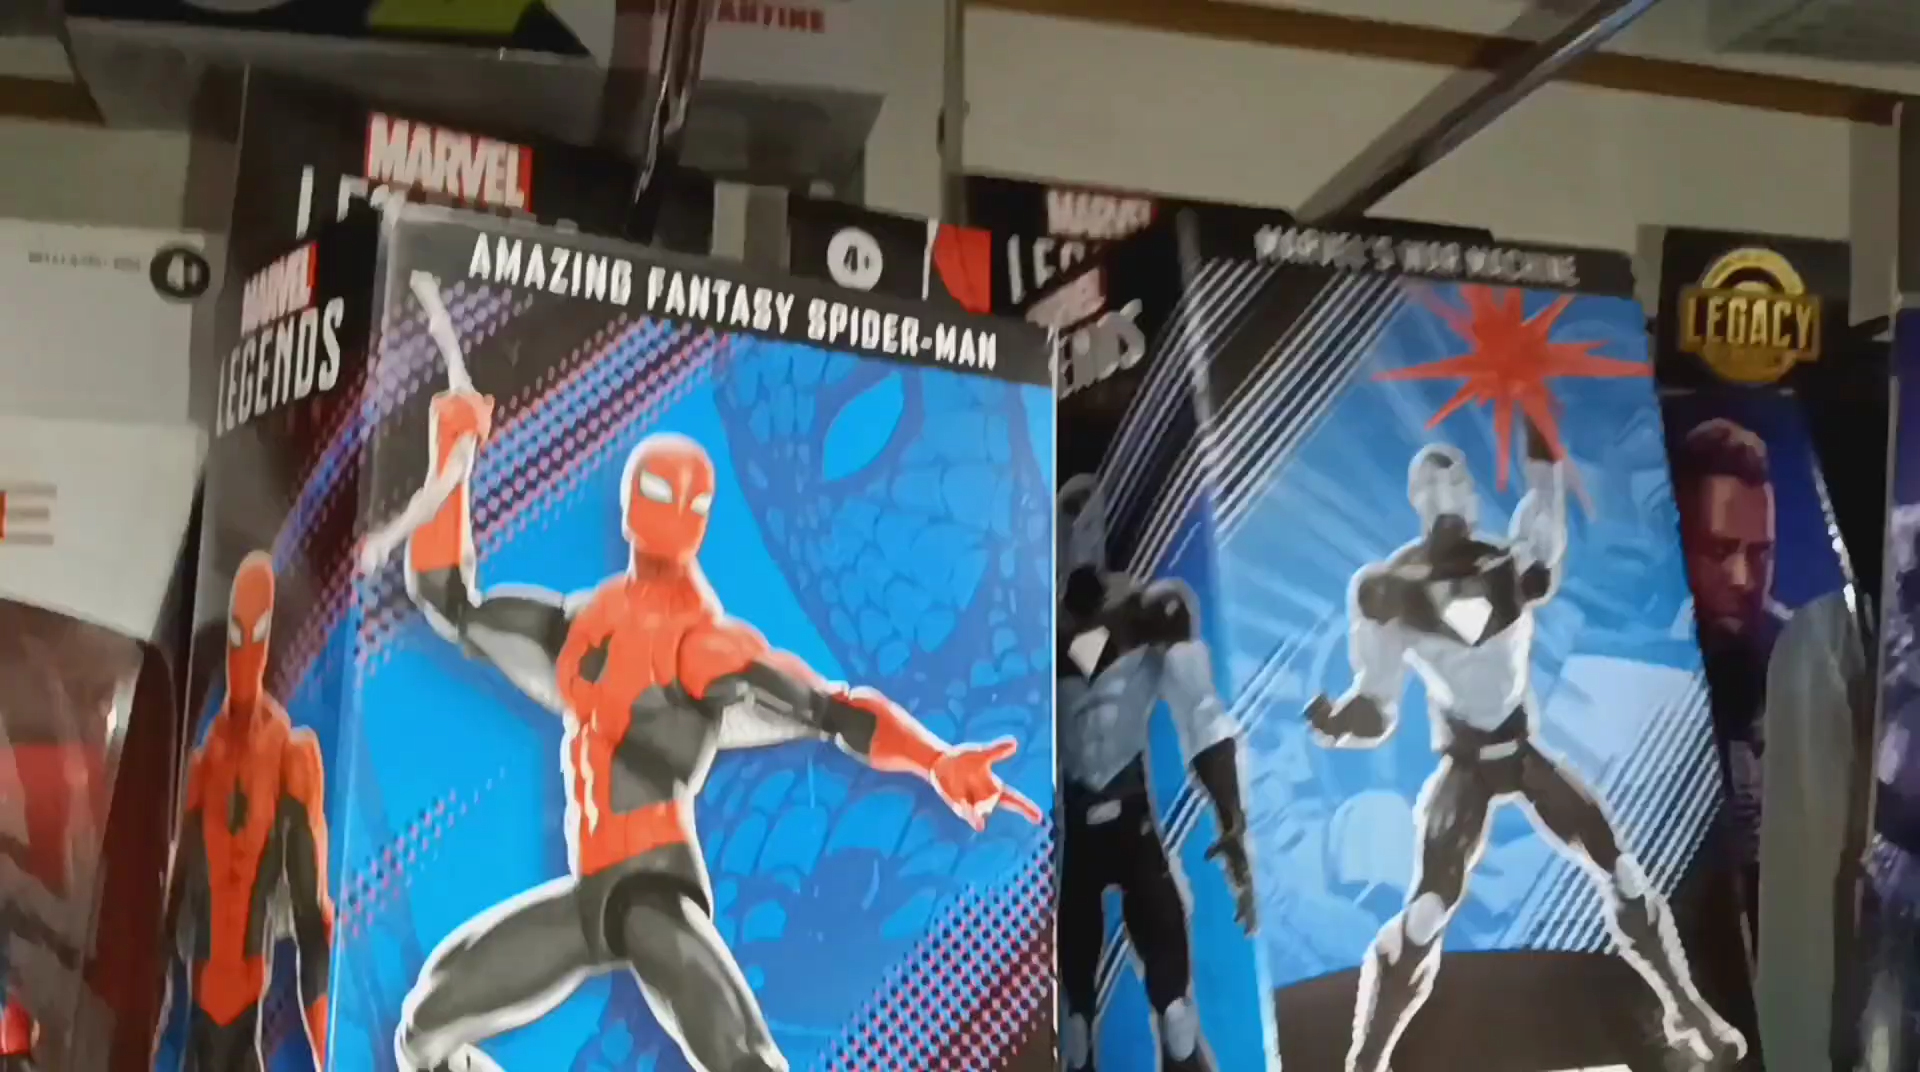 MARVEL
4+
MARVEL
LEGENDS
AMAZING FANTASY SPIDER-MAN
4+
MARVEL
MARVEL'S WAR MACHINE
LEGACY